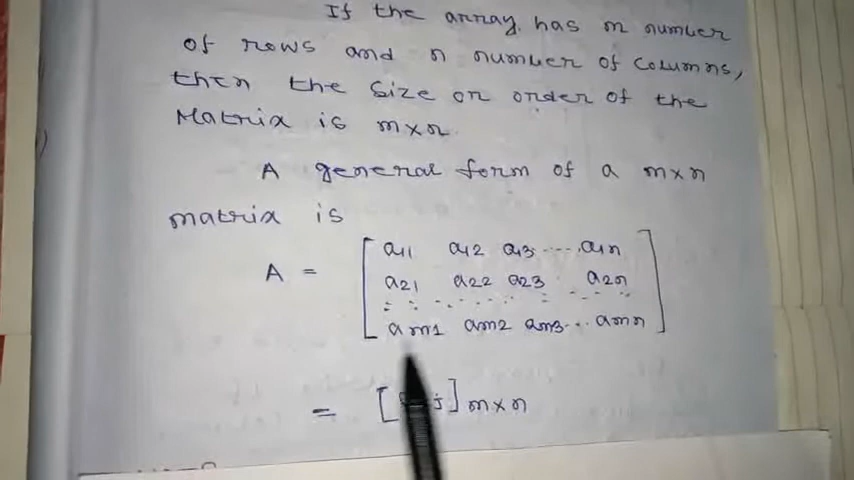 If the array has m number
of rows and n number of columns,
then the size or order of the
Matrix is m×n.
A general form of a m×n
matrix is
A = [ a11 a12 a13 ..... a1n
a21 a22 a23 a2n
: : . . . . . . : . . . .
am1 am2 am3... amn ]
= [ j ] m×n